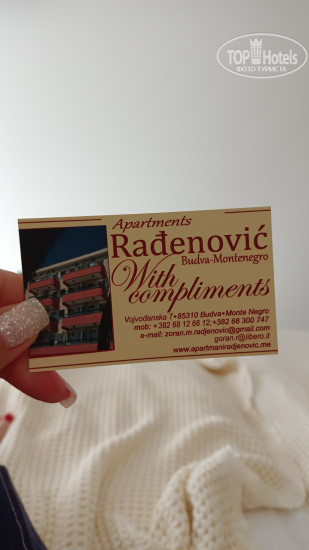 TOP Hotels
ФОТО ТУРИСТА
Apartments
Rađenović
Budva-Montenegro
With
compliments
Vojvođanska 7•85310 Budva•Monte Negro
mob: +382 68 12 66 12;+382 68 300 747
e-mail: zoran.m.radjenovic@gmail.com
goran.r@libero.it
www.apartmaniradjenovic.me